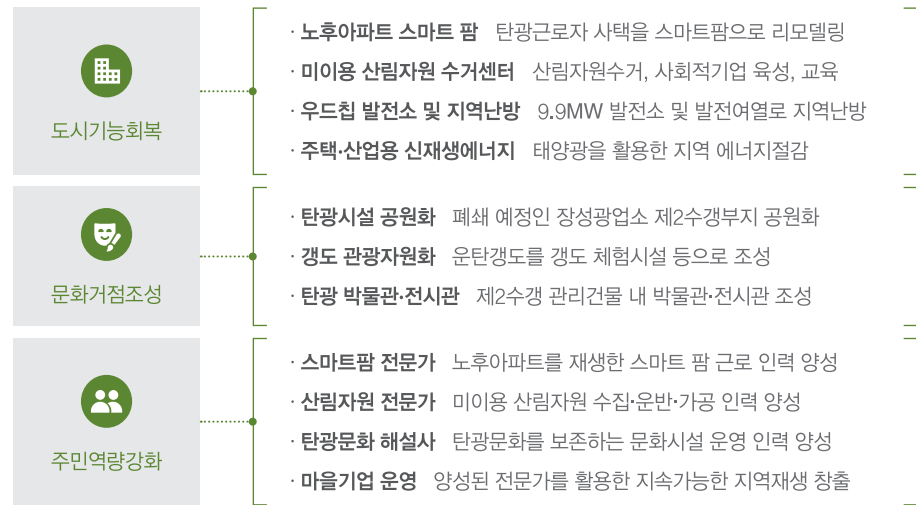 도시기능회복
· 노후아파트 스마트 팜 탄광근로자 사택을 스마트팜으로 리모델링
· 미이용 산림자원 수거센터 산림자원수거, 사회적기업 육성, 교육
· 우드칩 발전소 및 지역난방 9.9MW 발전소 및 발전여열로 지역난방
· 주택·산업용 신재생에너지 태양광을 활용한 지역 에너지절감
문화거점조성
· 탄광시설 공원화 폐쇄 예정인 장성광업소 제2수갱부지 공원화
· 갱도 관광자원화 운탄갱도를 갱도 체험시설 등으로 조성
· 탄광 박물관·전시관 제2수갱 관리건물 내 박물관·전시관 조성
주민역량강화
· 스마트팜 전문가 노후아파트를 재생한 스마트 팜 근로 인력 양성
· 산림자원 전문가 미이용 산림자원 수집·운반·가공 인력 양성
· 탄광문화 해설사 탄광문화를 보존하는 문화시설 운영 인력 양성
· 마을기업 운영 양성된 전문가를 활용한 지속가능한 지역재생 창출